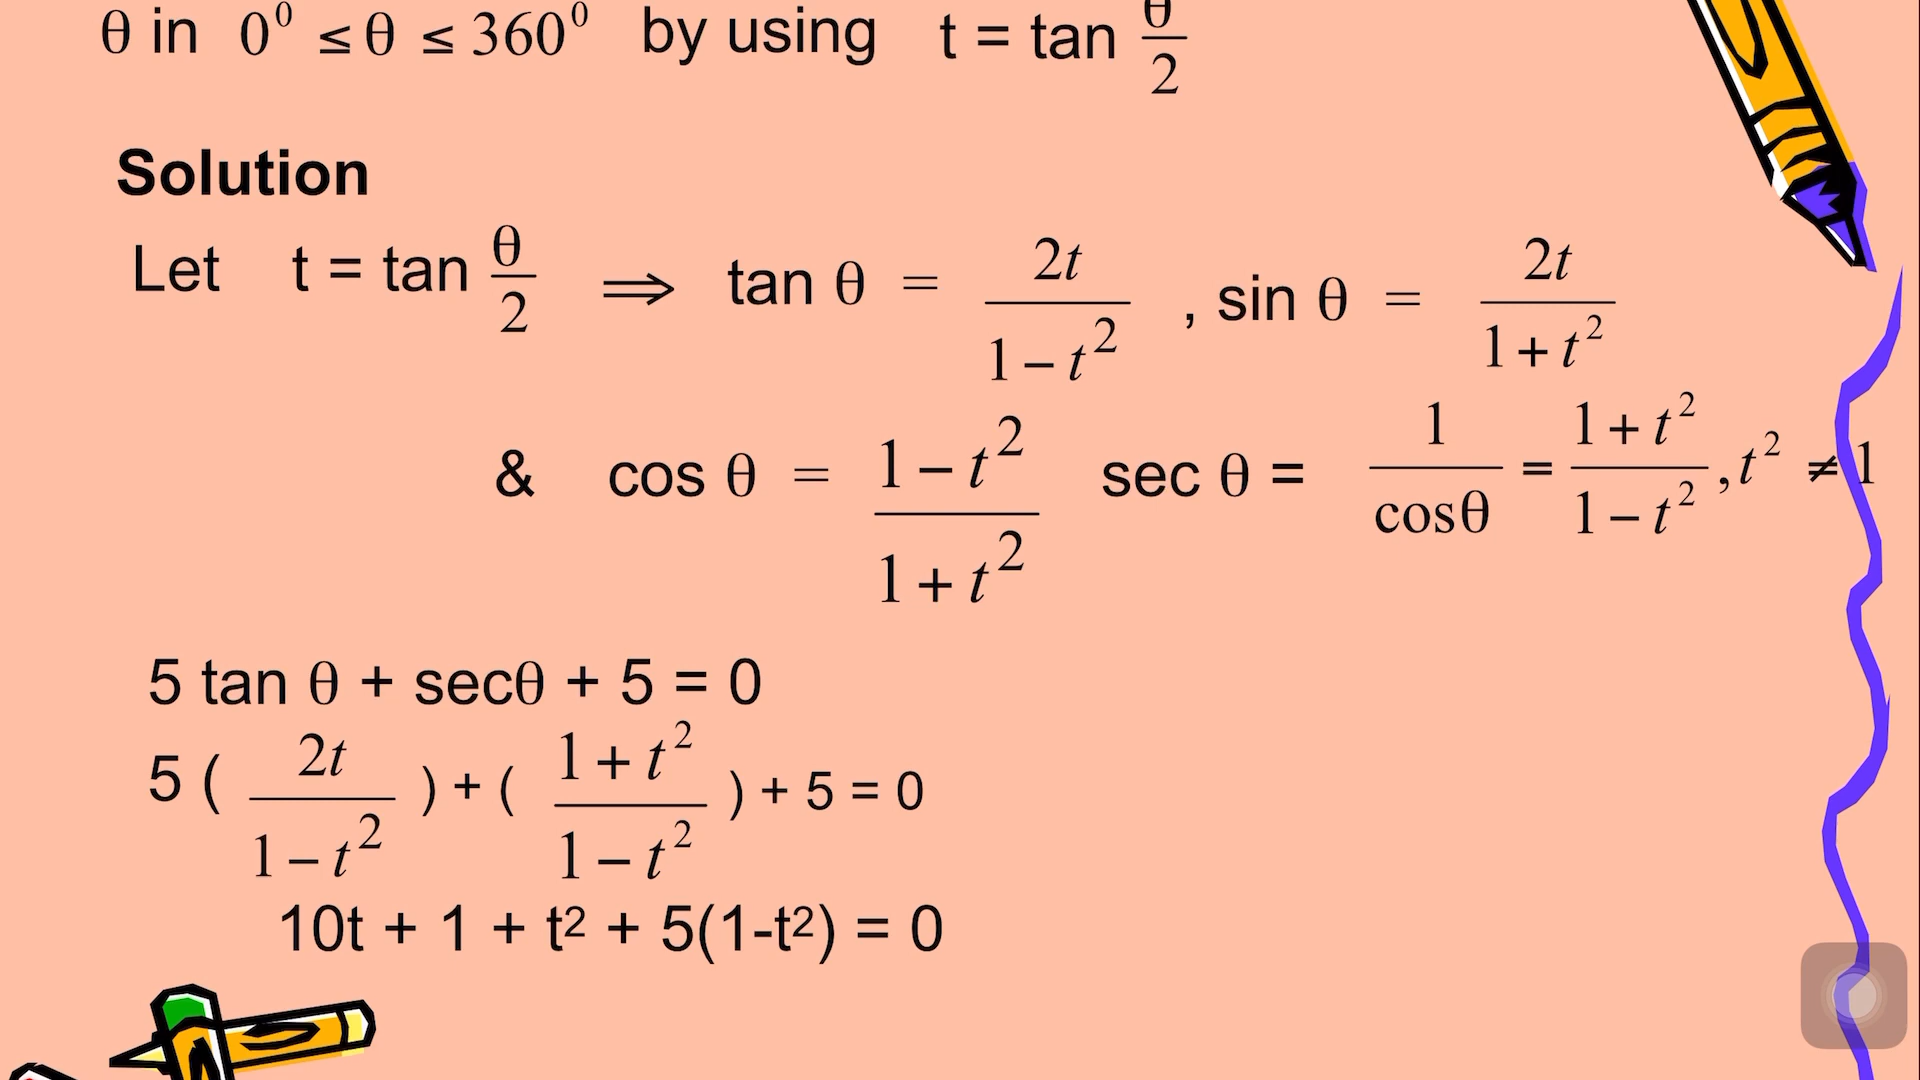 θ in 0⁰ ≤ θ ≤ 360⁰ by using t = tan θ/2
Solution
Let t = tan θ/2 ⇒ tan θ = 2t/(1 − t²) , sin θ = 2t/(1 + t²)
& cos θ = (1 − t²)/(1 + t²) sec θ = 1/cosθ = (1 + t²)/(1 − t²) , t² ≠ 1
5 tan θ + secθ + 5 = 0
5 ( 2t/(1 − t²) ) + ( (1 + t²)/(1 − t²) ) + 5 = 0
10t + 1 + t² + 5(1-t²) = 0